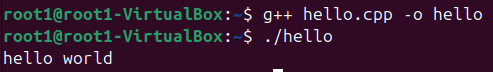 root1@root1-VirtualBox:~$ g++ hello.cpp -o hello
root1@root1-VirtualBox:~$ ./hello
hello world